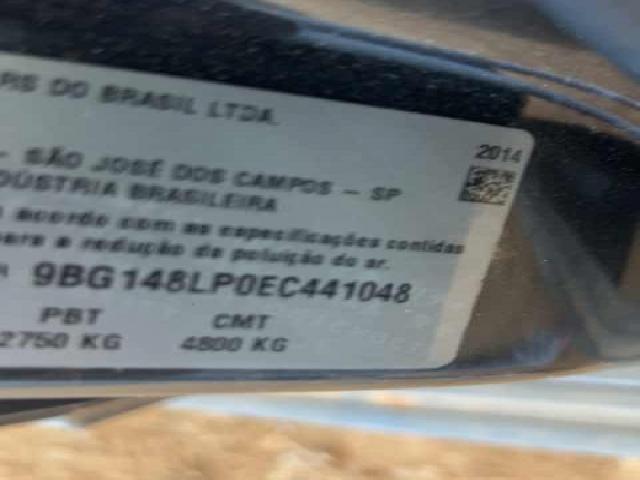 RS DO BRASIL LTDA.
2014
- SÃO JOSÉ DOS CAMPOS - SP
DÚSTRIA BRASILEIRA
acordo com as especificações contidas
para a redução de poluição do ar.
9BG148LP0EC441048
PBT CMT
2750 KG 4800 KG